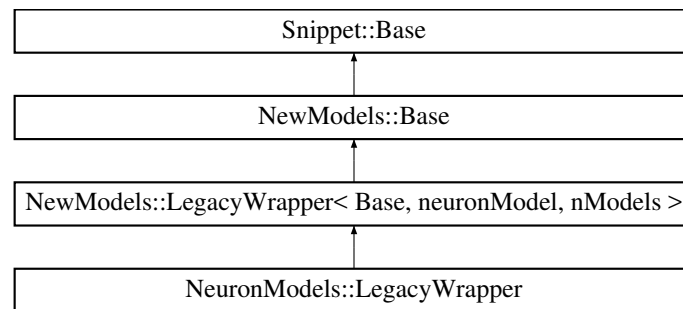 Snippet::Base
NewModels::Base
NewModels::LegacyWrapper< Base, neuronModel, nModels >
NeuronModels::LegacyWrapper